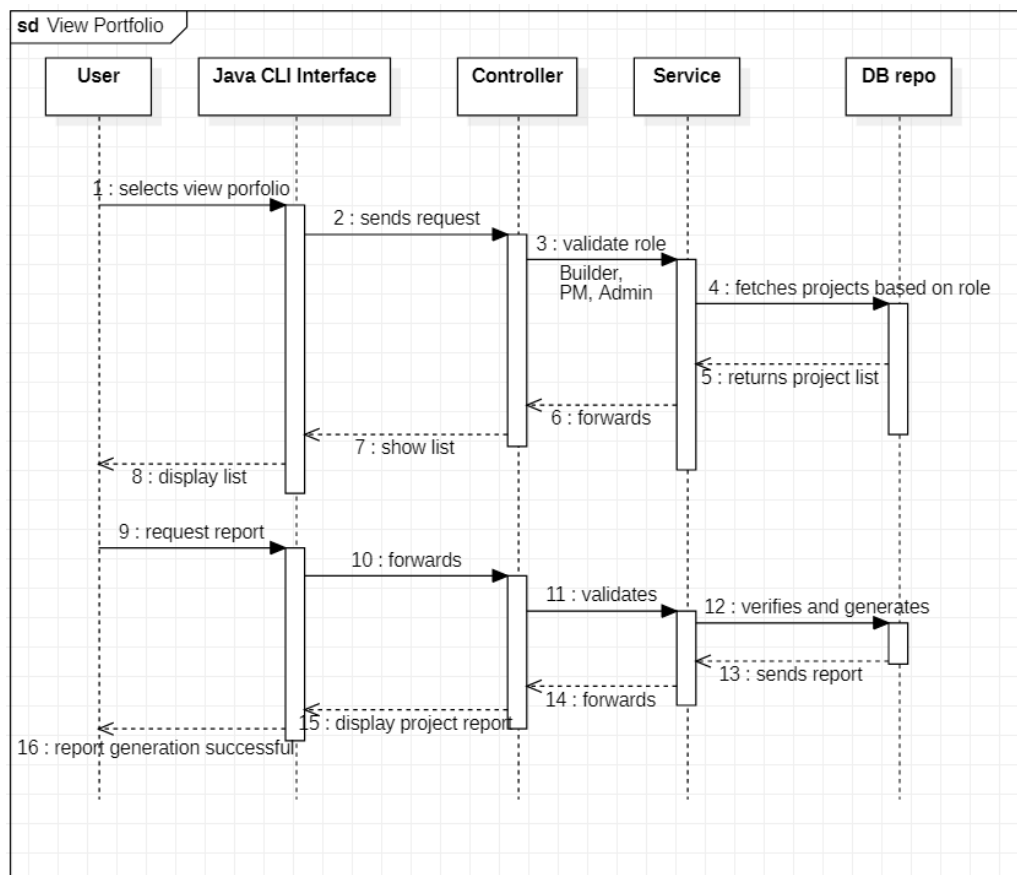 sd View Portfolio
User
Java CLI Interface
Controller
Service
DB repo
1 : selects view porfolio
2 : sends request
3 : validate role
Builder,
PM, Admin
4 : fetches projects based on role
5 : returns project list
6 : forwards
7 : show list
8 : display list
9 : request report
10 : forwards
11 : validates
12 : verifies and generates
13 : sends report
14 : forwards
15 : display project report
16 : report generation successful